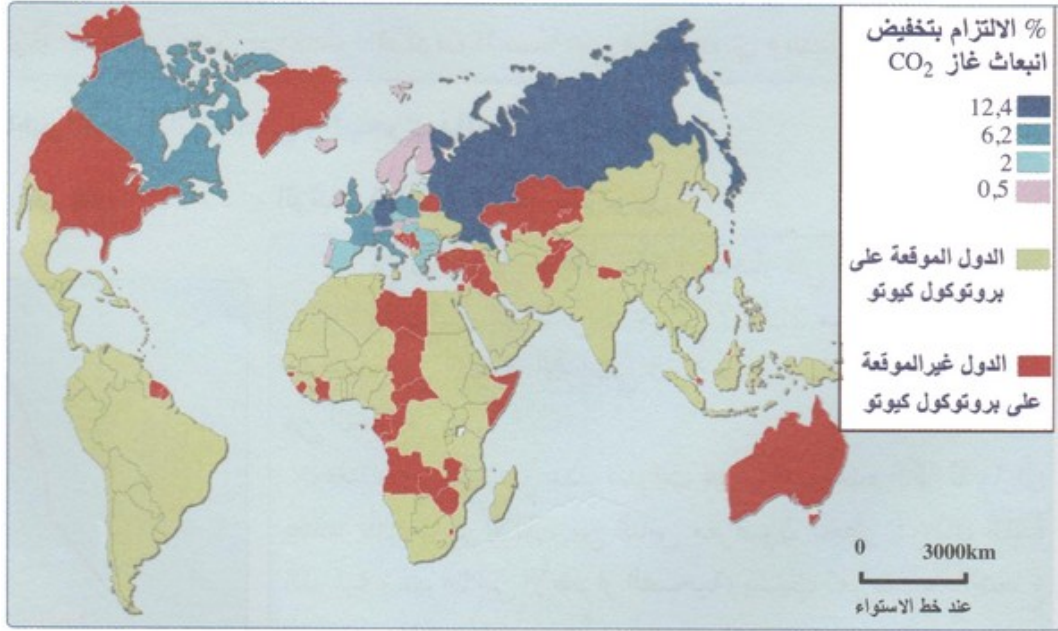 % الالتزام بتخفيض
انبعاث غاز CO₂
12,4
6,2
2
0,5
الدول الموقعة على
بروتوكول كيوتو
الدول غيرالموقعة
على بروتوكول كيوتو
0 3000km
عند خط الاستواء